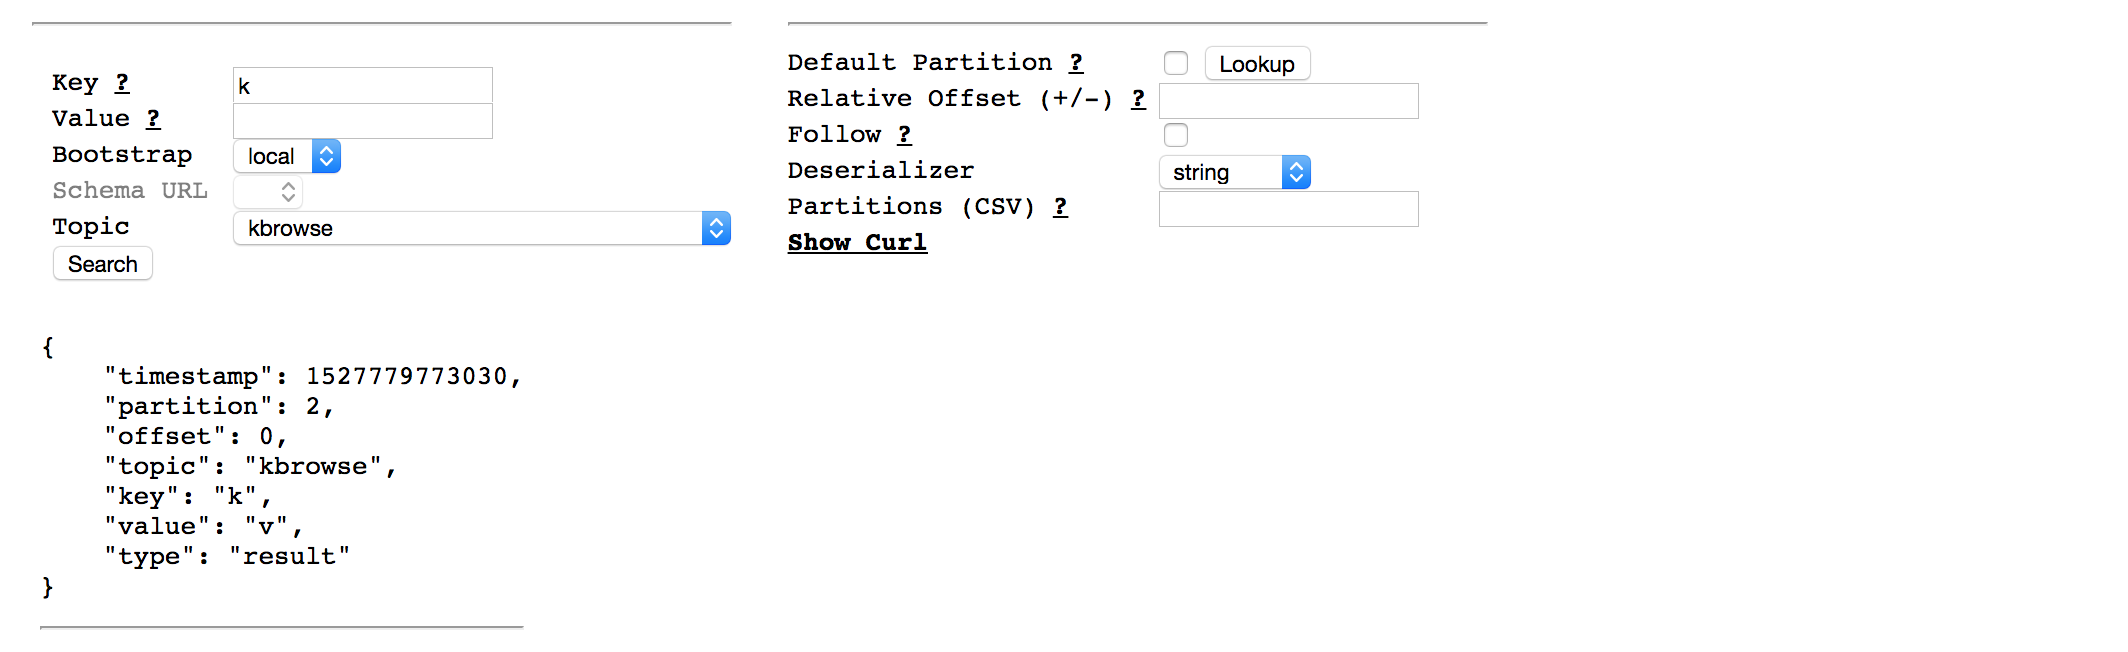 Key ? k
Value ?
Bootstrap local
Schema URL
Topic kbrowse
Search
Default Partition ? Lookup
Relative Offset (+/-) ?
Follow ?
Deserializer string
Partitions (CSV) ?
Show Curl
{
    "timestamp": 1527779773030,
    "partition": 2,
    "offset": 0,
    "topic": "kbrowse",
    "key": "k",
    "value": "v",
    "type": "result"
}